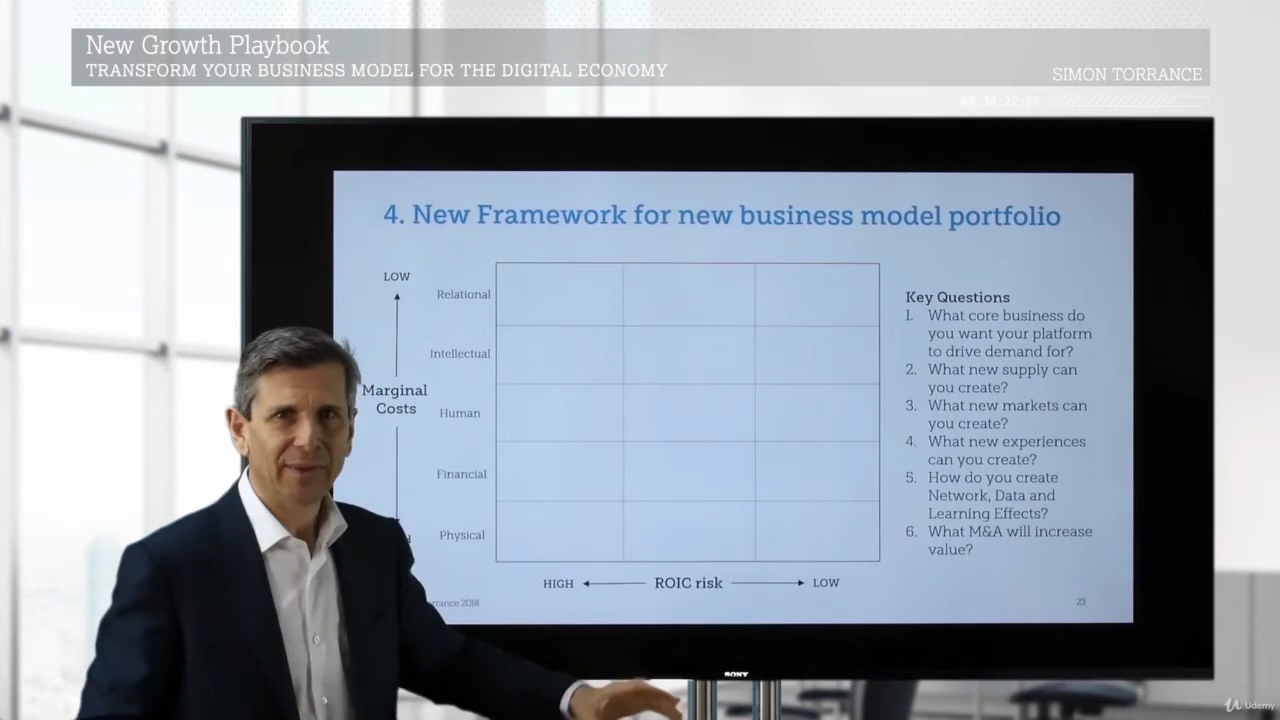 New Growth Playbook
TRANSFORM YOUR BUSINESS MODEL FOR THE DIGITAL ECONOMY
SIMON TORRANCE
4. New Framework for new business model portfolio
LOW
Marginal
Costs
Relational
Intellectual
Human
Financial
Physical
HIGH
ROIC risk
LOW
Key Questions
1. What core business do
you want your platform
to drive demand for?
2. What new supply can
you create?
3. What new markets can
you create?
4. What new experiences
can you create?
5. How do you create
Network, Data and
Learning Effects?
6. What M&A will increase
value?
2018
23
SONY
Udemy